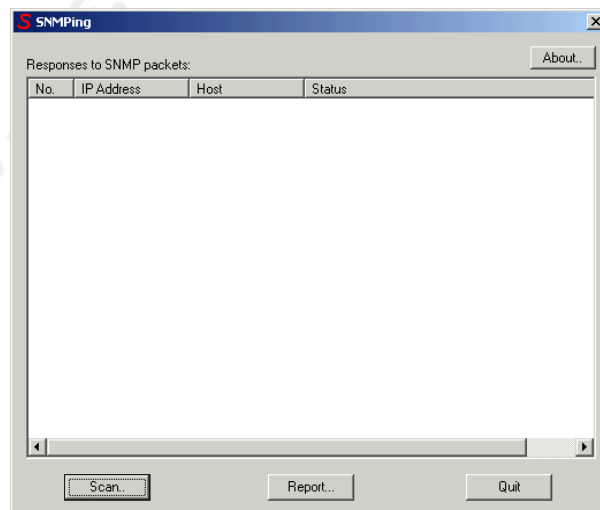 S SNMPing
About..
Responses to SNMP packets:
No. IP Address Host Status
Scan.. Report... Quit